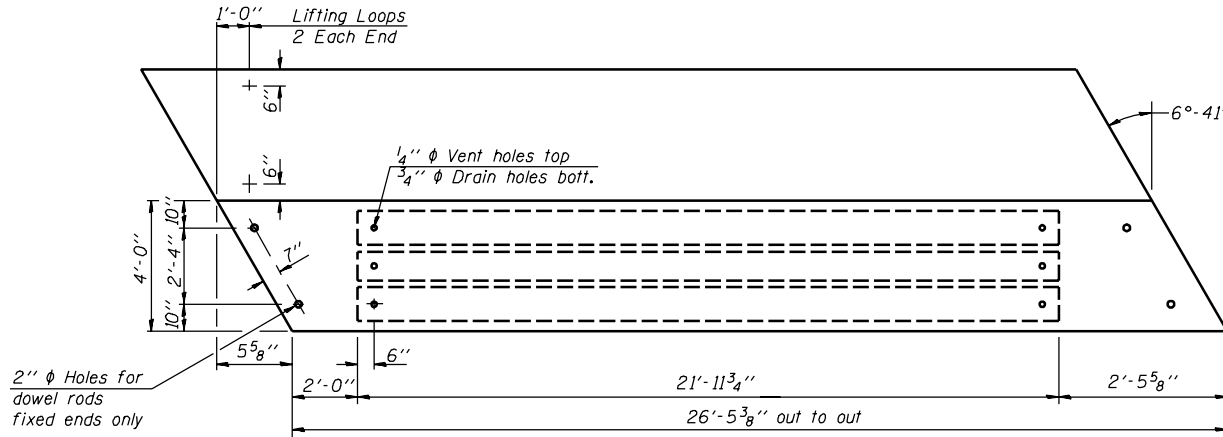 1'-0"
Lifting Loops
2 Each End
6"
6"
6°-41'
1/4" ϕ Vent holes top
3/4" ϕ Drain holes bott.
4'-0"
10"
2'-4"
10"
7"
5 5/8"
6"
2" ϕ Holes for
dowel rods
fixed ends only
2'-0"
21'-11 3/4"
2'-5 5/8"
26'-5 3/8" out to out